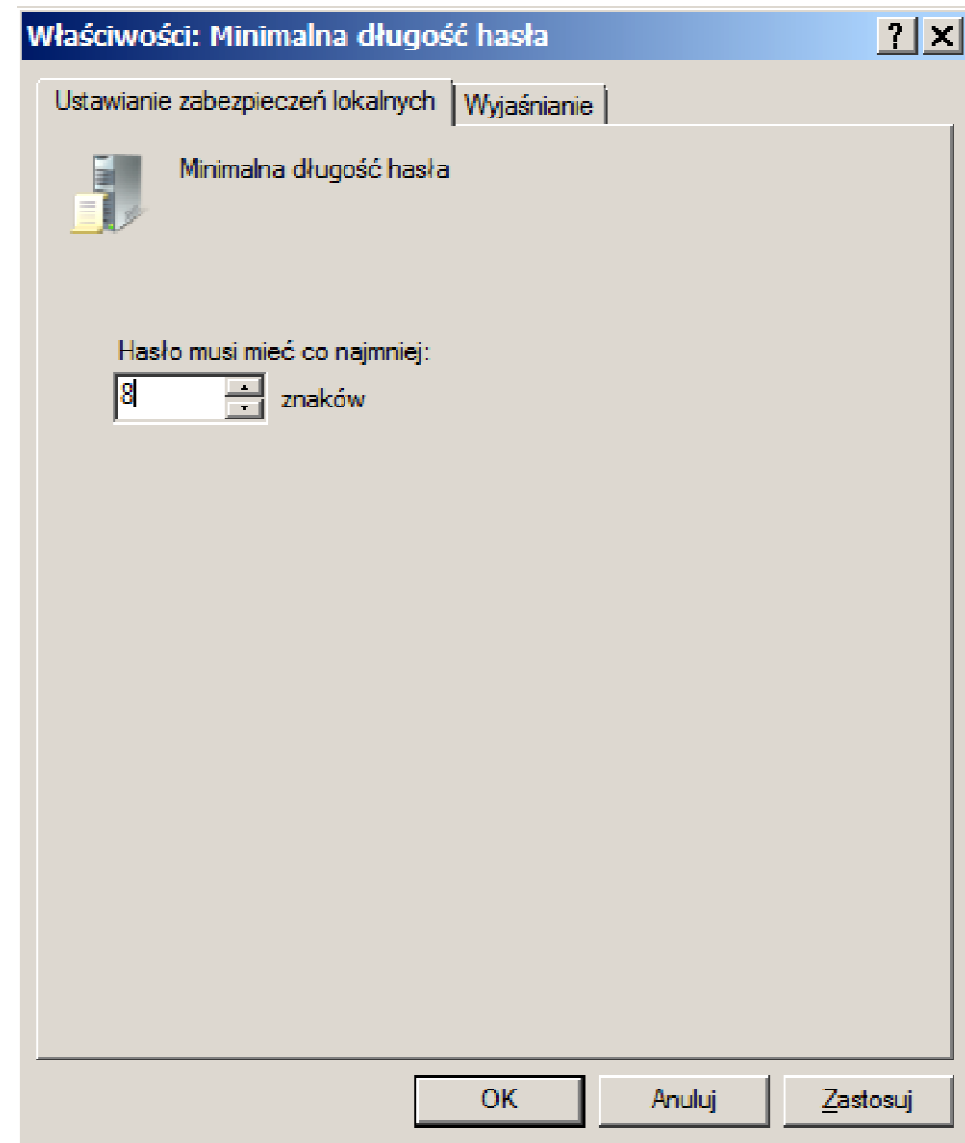 Właściwości: Minimalna długość hasła
Ustawianie zabezpieczeń lokalnych Wyjaśnianie
Minimalna długość hasła
Hasło musi mieć co najmniej:
8 znaków
OK Anuluj Zastosuj